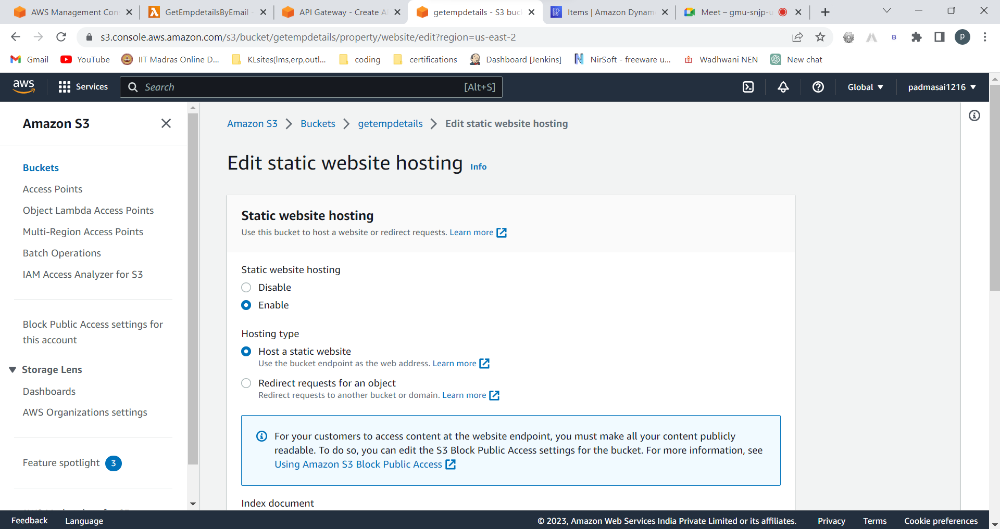 AWS Management Con
GetEmpdetailsByEmail -
API Gateway - Create A
getempdetails - S3 buc
Items | Amazon Dynam
Meet – gmu-snjp-u
s3.console.aws.amazon.com/s3/bucket/getempdetails/property/website/edit?region=us-east-2
B
P
Gmail
YouTube
IIT Madras Online D...
KLsites(lms,erp,outl...
coding
certifications
Dashboard [Jenkins]
NirSoft - freeware u...
Wadhwani NEN
New chat
aws
Services
Search
[Alt+S]
Global
padmasai1216
Amazon S3
Buckets
Access Points
Object Lambda Access Points
Multi-Region Access Points
Batch Operations
IAM Access Analyzer for S3
Block Public Access settings for
this account
Storage Lens
Dashboards
AWS Organizations settings
Feature spotlight 3
Amazon S3 > Buckets > getempdetails > Edit static website hosting
Edit static website hosting Info
Static website hosting
Use this bucket to host a website or redirect requests. Learn more
Static website hosting
Disable
Enable
Hosting type
Host a static website
Use the bucket endpoint as the web address. Learn more
Redirect requests for an object
Redirect requests to another bucket or domain. Learn more
For your customers to access content at the website endpoint, you must make all your content publicly
readable. To do so, you can edit the S3 Block Public Access settings for the bucket. For more information, see
Using Amazon S3 Block Public Access
Index document
Feedback
Language
© 2023, Amazon Web Services India Private Limited or its affiliates.
Privacy
Terms
Cookie preferences